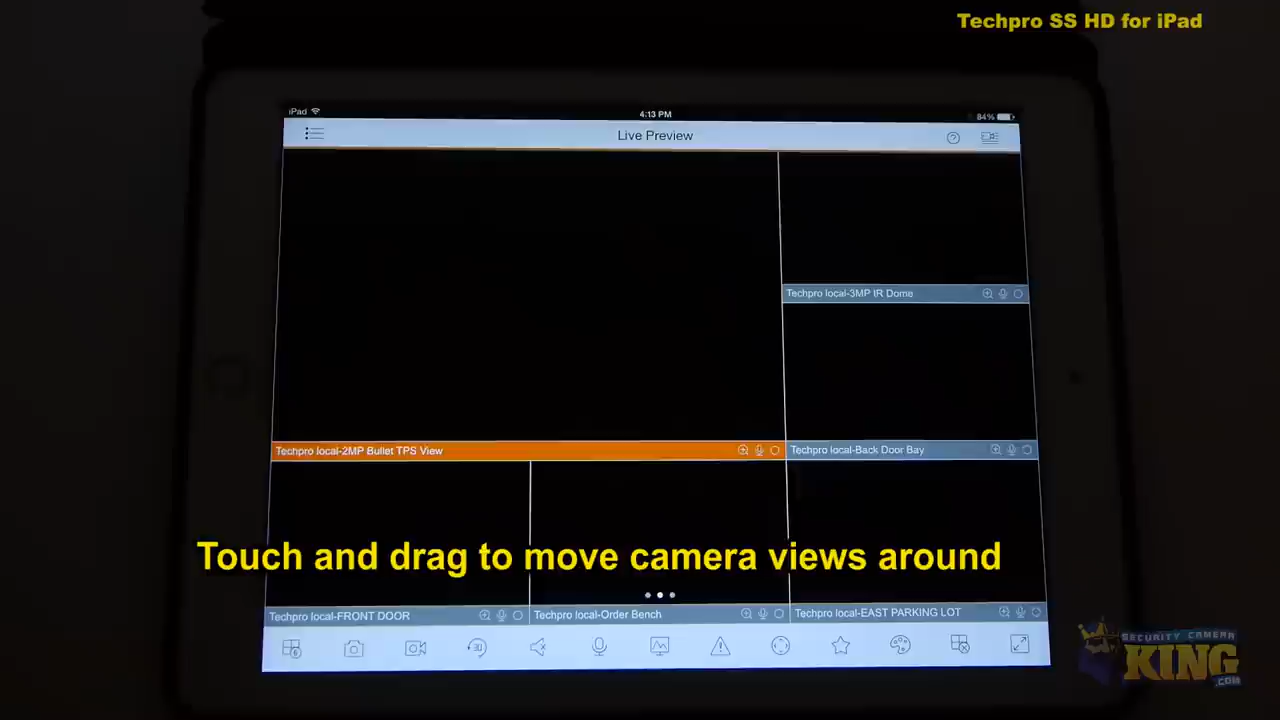 Techpro SS HD for iPad
iPad
4:13 PM
84%
Live Preview
Techpro local-3MP IR Dome
Techpro local-2MP Bullet TPS View
Techpro local-Back Door Bay
Touch and drag to move camera views around
Techpro local-FRONT DOOR
Techpro local-Order Bench
Techpro local-EAST PARKING LOT
6
30
SECURITY CAMERA
KING
.COM